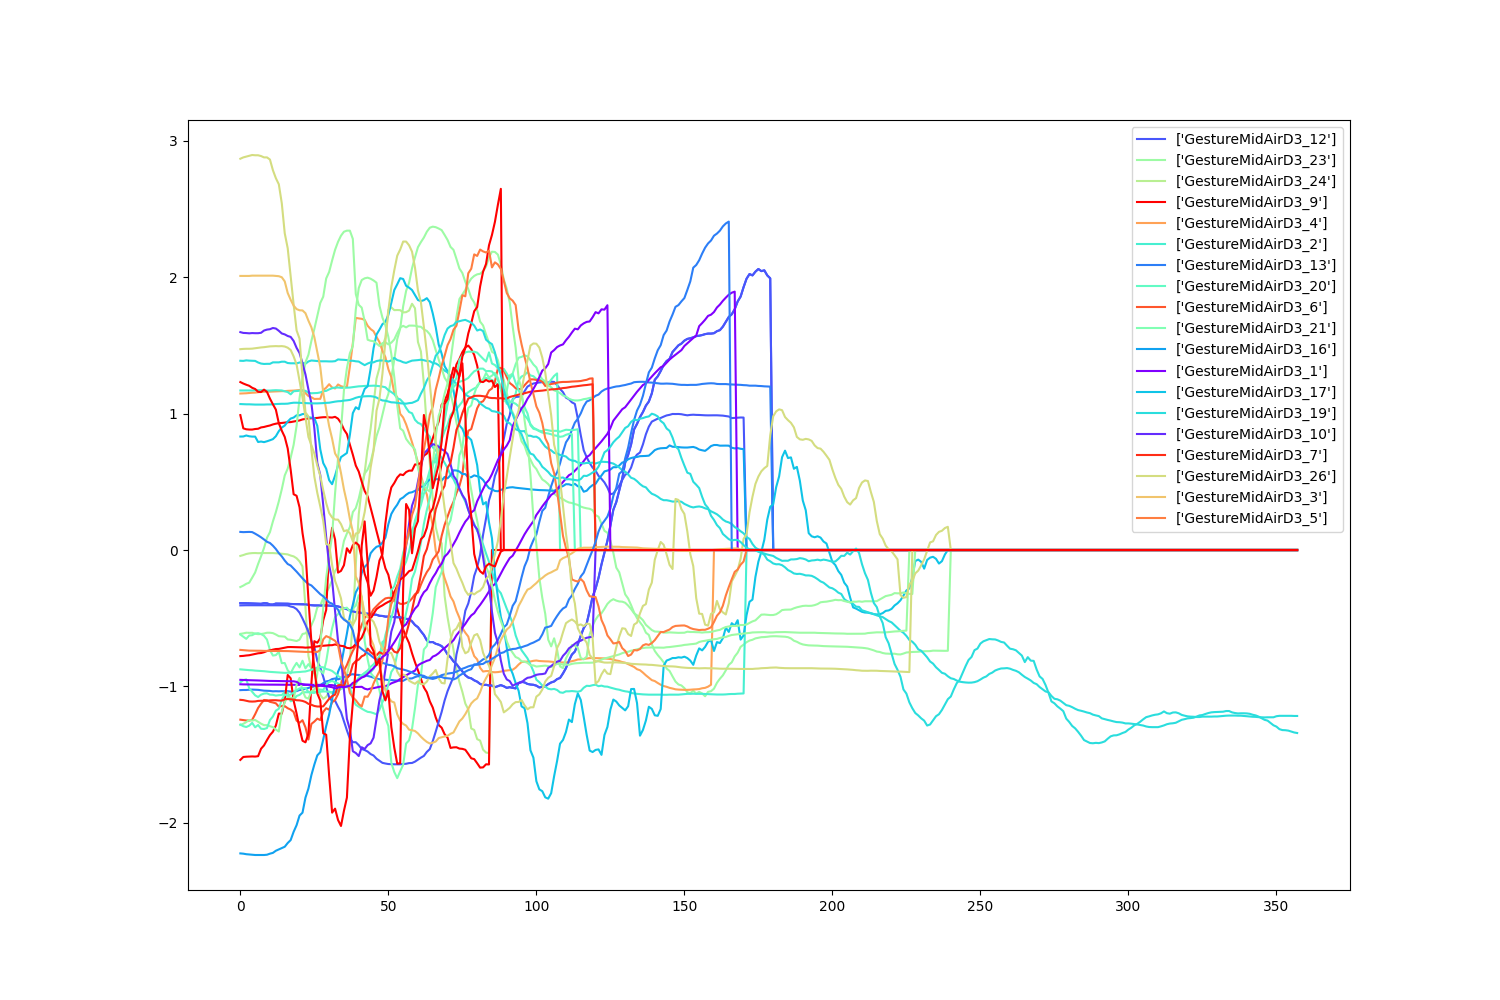 3
2
1
0
−1
−2
0 50 100 150 200 250 300 350
['GestureMidAirD3_12']
['GestureMidAirD3_23']
['GestureMidAirD3_24']
['GestureMidAirD3_9']
['GestureMidAirD3_4']
['GestureMidAirD3_2']
['GestureMidAirD3_13']
['GestureMidAirD3_20']
['GestureMidAirD3_6']
['GestureMidAirD3_21']
['GestureMidAirD3_16']
['GestureMidAirD3_1']
['GestureMidAirD3_17']
['GestureMidAirD3_19']
['GestureMidAirD3_10']
['GestureMidAirD3_7']
['GestureMidAirD3_26']
['GestureMidAirD3_3']
['GestureMidAirD3_5']